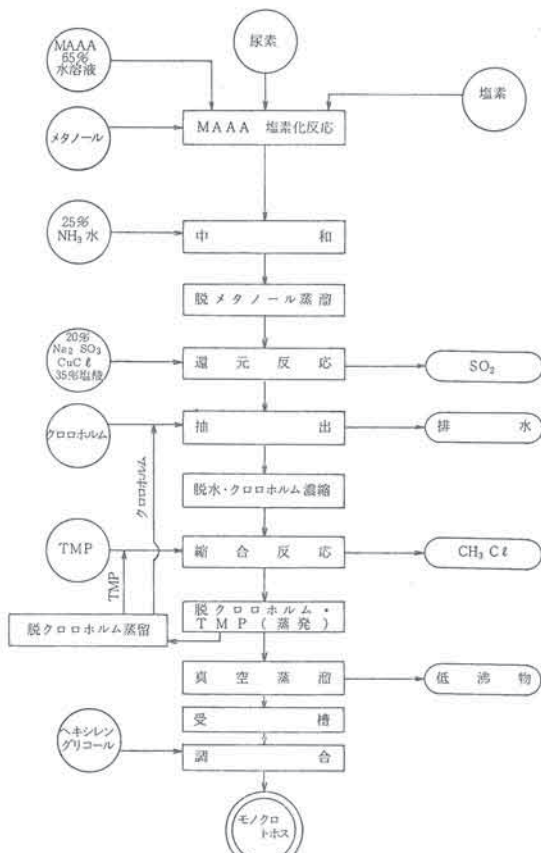 MAAA
65%
水溶液
尿素
塩素
メタノール
MAAA 塩素化反応
25%
NH₃水
中和
脱メタノール蒸溜
20%
Na₂SO₃
CuCℓ
35%塩酸
還元反応
SO₂
クロロホルム
抽出
排水
クロロホルム
脱水・クロロホルム濃縮
TMP
縮合反応
CH₃Cℓ
TMP
脱クロロホルム蒸留
脱クロロホルム・
TMP(蒸発)
真空蒸溜
低沸物
受槽
ヘキシレン
グリコール
調合
モノクロ
トホス